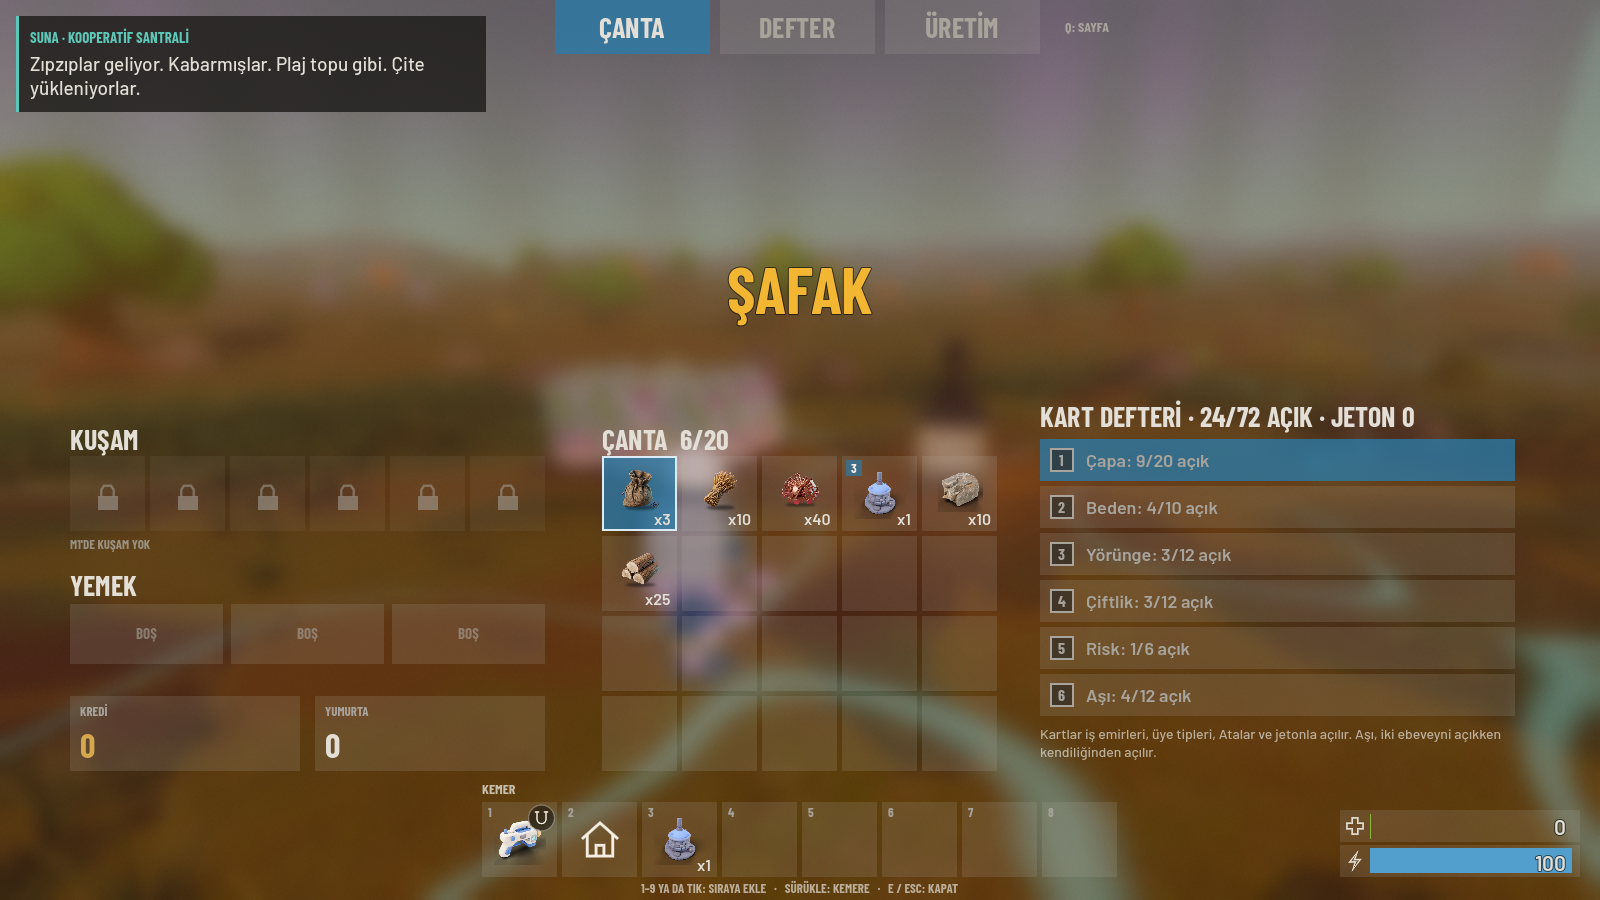 SUNA · KOOPERATİF SANTRALİ
Zıpzıplar geliyor. Kabarmışlar. Plaj topu gibi. Çite
yükleniyorlar.
ÇANTA
DEFTER
ÜRETİM
Q: SAYFA
ŞAFAK
KUŞAM
M1'DE KUŞAM YOK
YEMEK
BOŞ
BOŞ
BOŞ
KREDİ
0
YUMURTA
0
ÇANTA 6/20
x3
x10
x40
3
x1
x10
x25
KART DEFTERİ · 24/72 AÇIK · JETON 0
1 Çapa: 9/20 açık
2 Beden: 4/10 açık
3 Yörünge: 3/12 açık
4 Çiftlik: 3/12 açık
5 Risk: 1/6 açık
6 Aşı: 4/12 açık
Kartlar iş emirleri, üye tipleri, Atalar ve jetonla açılır. Aşı, iki ebeveyni açıkken
kendiliğinden açılır.
KEMER
1 U
2
3 x1
4
5
6
7
8
1-9 YA DA TIK: SIRAYA EKLE · SÜRÜKLE: KEMERE · E / ESC: KAPAT
0
100